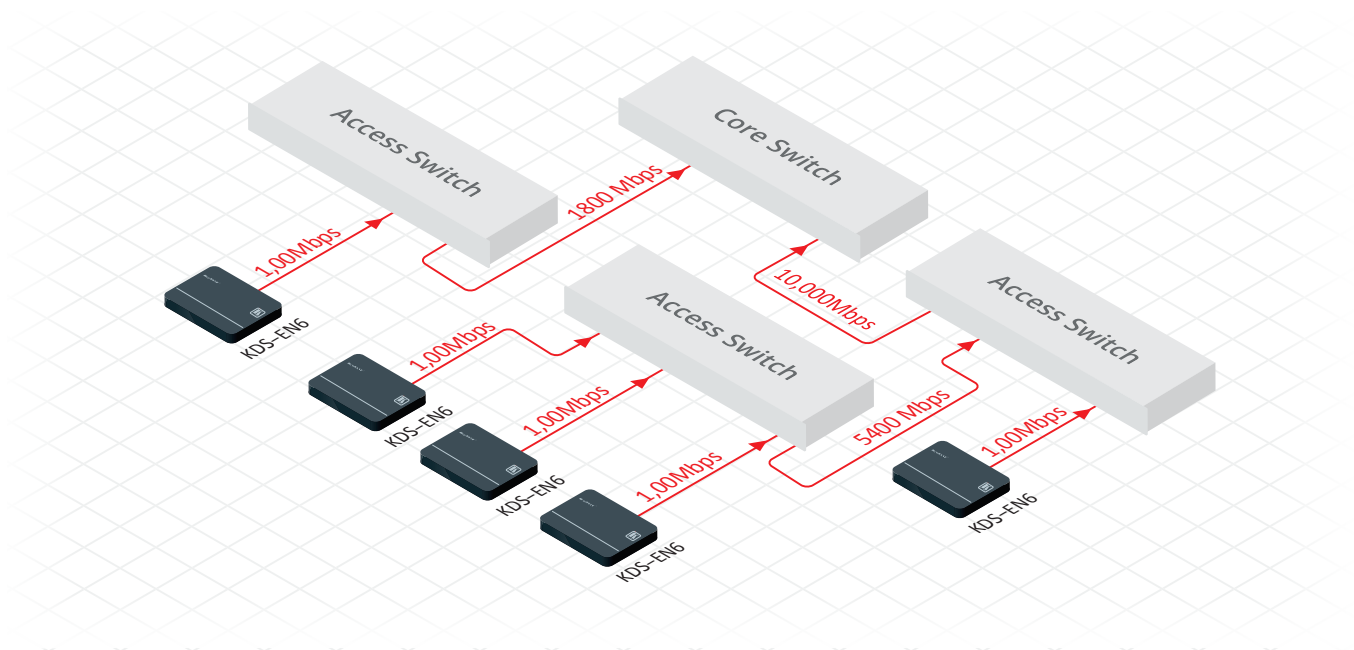 Access Switch
Core Switch
1800 Mbps
1,00Mbps
KDS-EN6
10,000Mbps
Access Switch
Access Switch
1,00Mbps
KDS-EN6
1,00Mbps
KDS-EN6
1,00Mbps
KDS-EN6
5400 Mbps
1,00Mbps
KDS-EN6